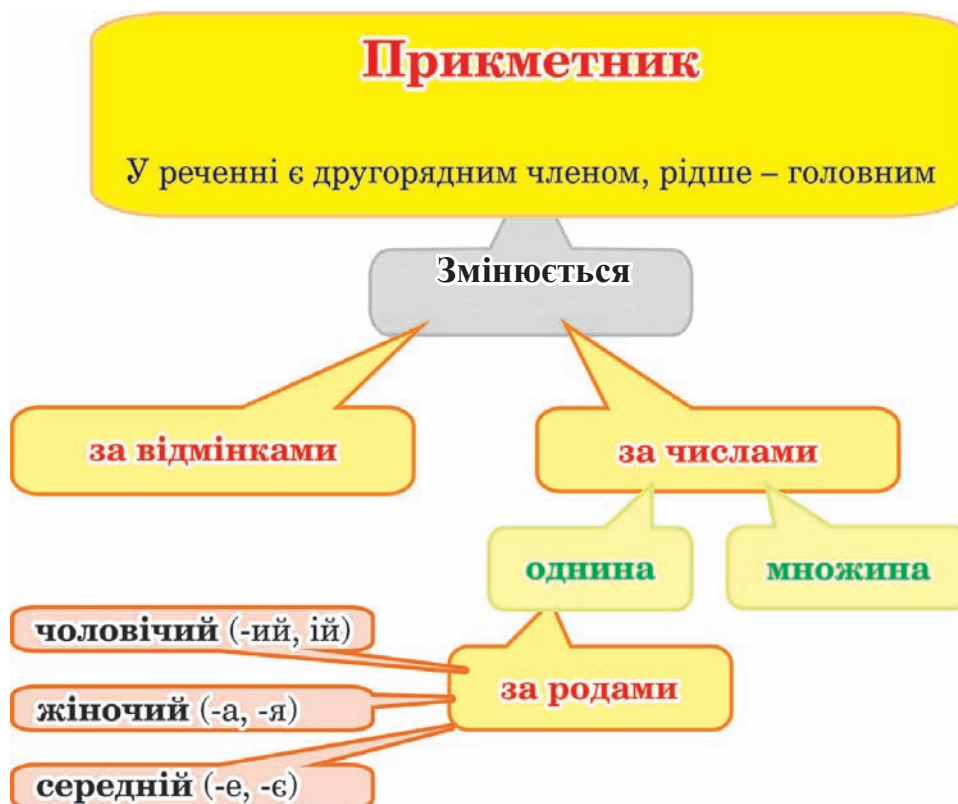 Прикметник
У реченні є другорядним членом, рідше – головним
Змінюється
за відмінками
за числами
однина
множина
чоловічий (-ий, ій)
жіночий (-а, -я)
середній (-е, -є)
за родами